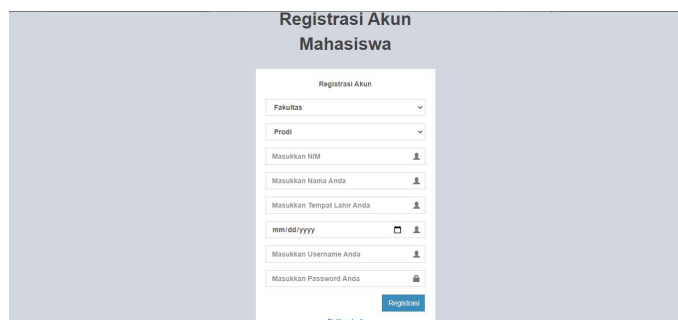 Registrasi Akun
Mahasiswa
Registrasi Akun
Fakultas
Prodi
Masukkan NIM
Masukkan Nama Anda
Masukkan Tempat Lahir Anda
mm/dd/yyyy
Masukkan Username Anda
Masukkan Password Anda
Registrasi